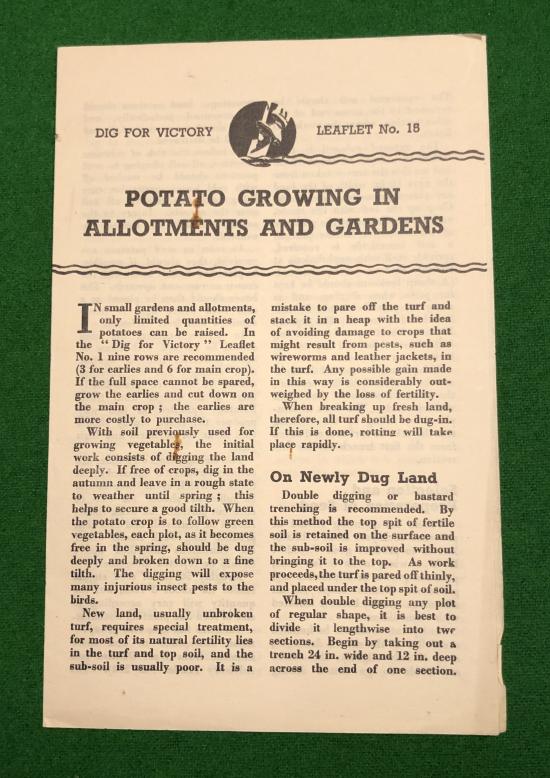 DIG FOR VICTORY LEAFLET No. 15
POTATO GROWING IN
ALLOTMENTS AND GARDENS
IN small gardens and allotments,
only limited quantities of
potatoes can be raised. In
the “Dig for Victory” Leaflet
No. 1 nine rows are recommended
(3 for earlies and 6 for main crop).
If the full space cannot be spared,
grow the earlies and cut down on
the main crop ; the earlies are
more costly to purchase.
With soil previously used for
growing vegetables, the initial
work consists of digging the land
deeply. If free of crops, dig in the
autumn and leave in a rough state
to weather until spring ; this
helps to secure a good tilth. When
the potato crop is to follow green
vegetables, each plot, as it becomes
free in the spring, should be dug
deeply and broken down to a fine
tilth. The digging will expose
many injurious insect pests to the
birds.
New land, usually unbroken
turf, requires special treatment,
for most of its natural fertility lies
in the turf and top soil, and the
sub-soil is usually poor. It is a
mistake to pare off the turf and
stack it in a heap with the idea
of avoiding damage to crops that
might result from pests, such as
wireworms and leather jackets, in
the turf. Any possible gain made
in this way is considerably out-
weighed by the loss of fertility.
When breaking up fresh land,
therefore, all turf should be dug-in.
If this is done, rotting will take
place rapidly.
On Newly Dug Land
Double digging or bastard
trenching is recommended. By
this method the top spit of fertile
soil is retained on the surface and
the sub-soil is improved without
bringing it to the top. As work
proceeds, the turf is pared off thinly,
and placed under the top spit of soil.
When double digging any plot
of regular shape, it is best to
divide it lengthwise into two
sections. Begin by taking out a
trench 24 in. wide and 12 in. deep
across the end of one section.